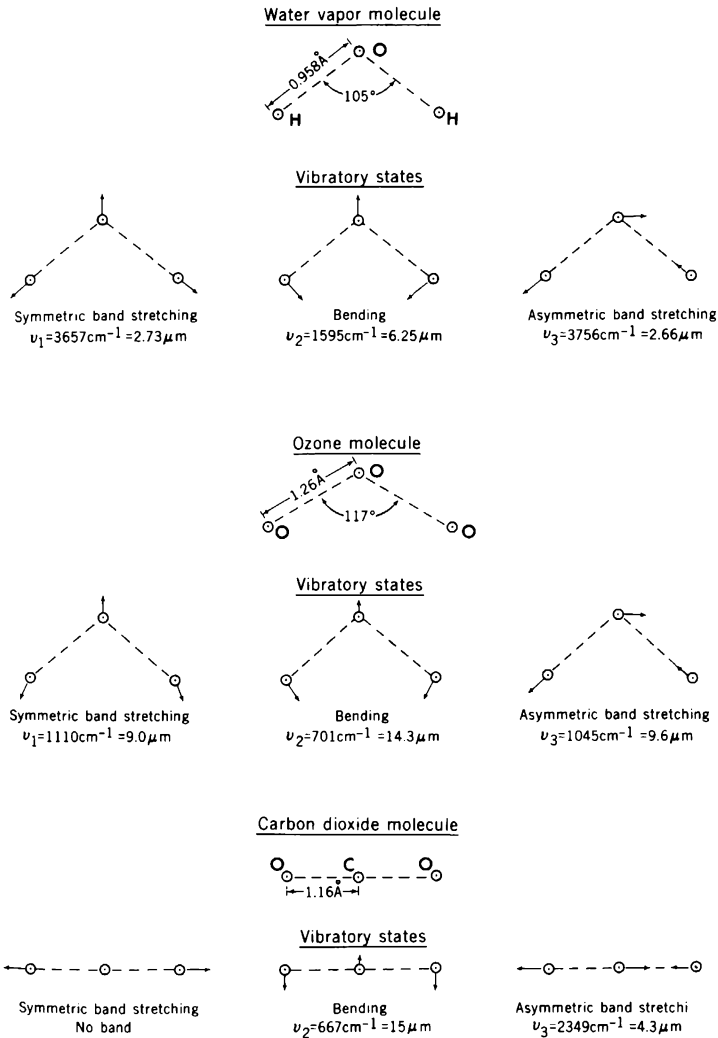 Water vapor molecule
O
0.958Å
105°
H
H
Vibratory states
Symmetric band stretching
υ1=3657cm-1 =2.73μm
Bending
υ2=1595cm-1 =6.25μm
Asymmetric band stretching
υ3=3756cm-1 =2.66μm
Ozone molecule
O
1.26Å
117°
O
O
Vibratory states
Symmetric band stretching
υ1=1110cm-1 =9.0μm
Bending
υ2=701cm-1 =14.3μm
Asymmetric band stretching
υ3=1045cm-1 =9.6μm
Carbon dioxide molecule
O
C
O
1.16Å
Vibratory states
Symmetric band stretching
No band
Bending
υ2=667cm-1 =15μm
Asymmetric band stretchi
υ3=2349cm-1 =4.3μm